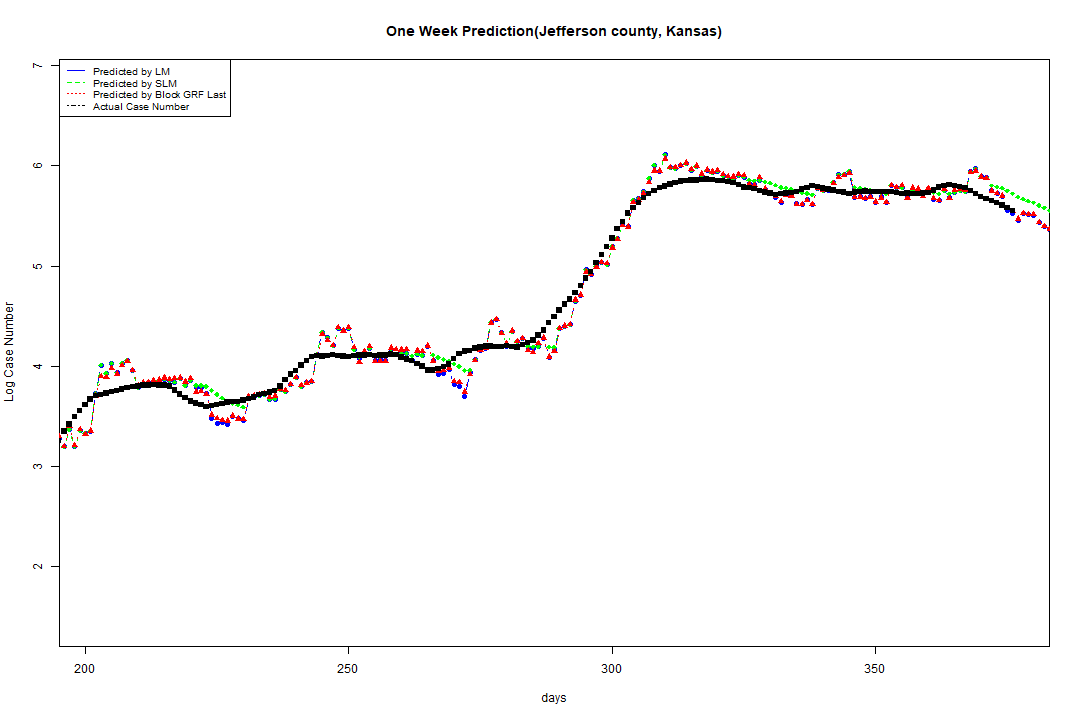 One Week Prediction(Jefferson county, Kansas)
Predicted by LM
Predicted by SLM
Predicted by Block GRF Last
Actual Case Number
7
6
5
4
3
2
Log Case Number
200
250
300
350
days